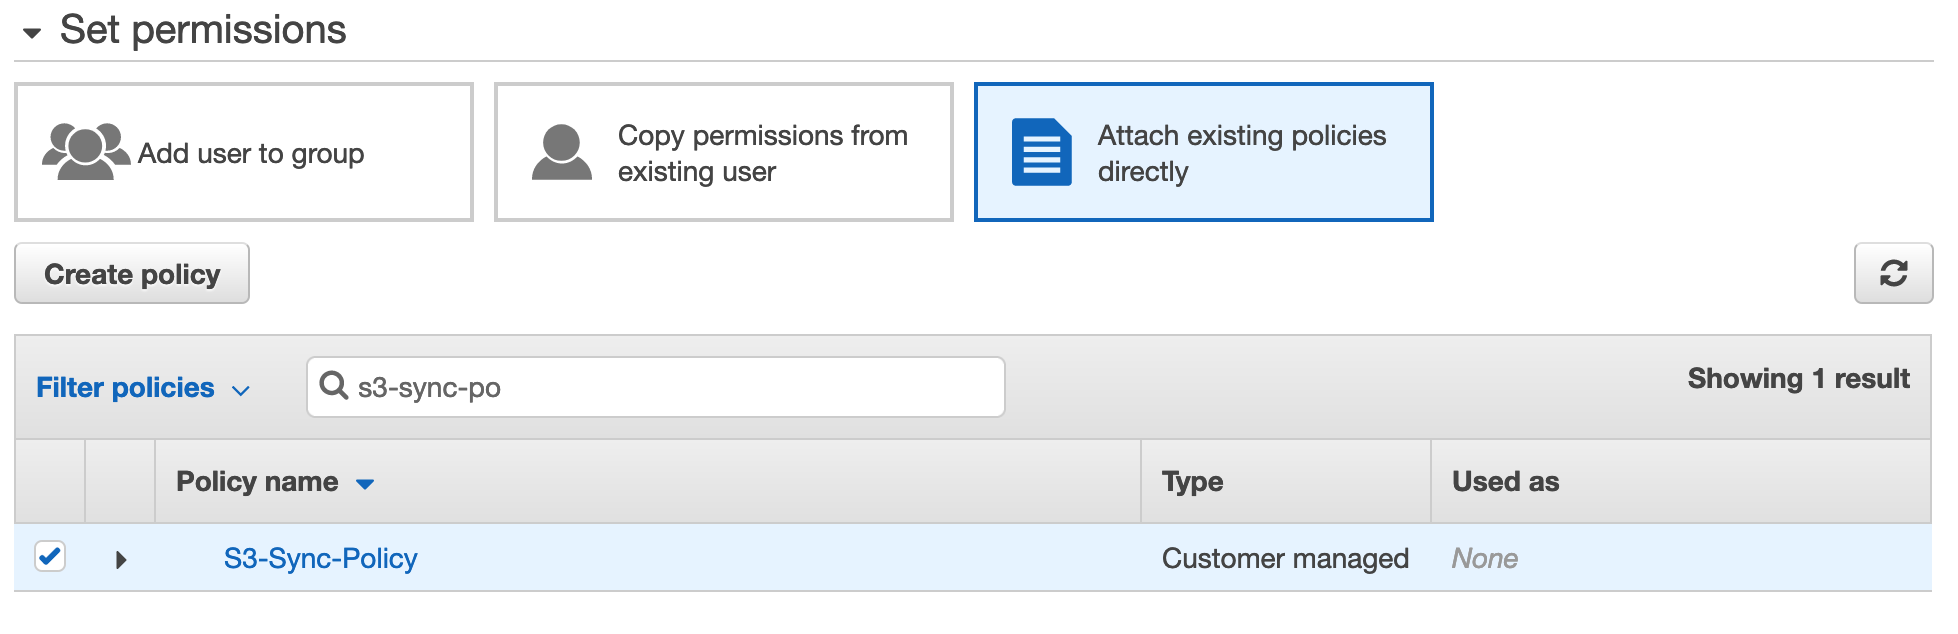 Set permissions
Add user to group
Copy permissions from
existing user
Attach existing policies
directly
Create policy
Filter policies
s3-sync-po
Showing 1 result
Policy name
Type
Used as
S3-Sync-Policy
Customer managed
None